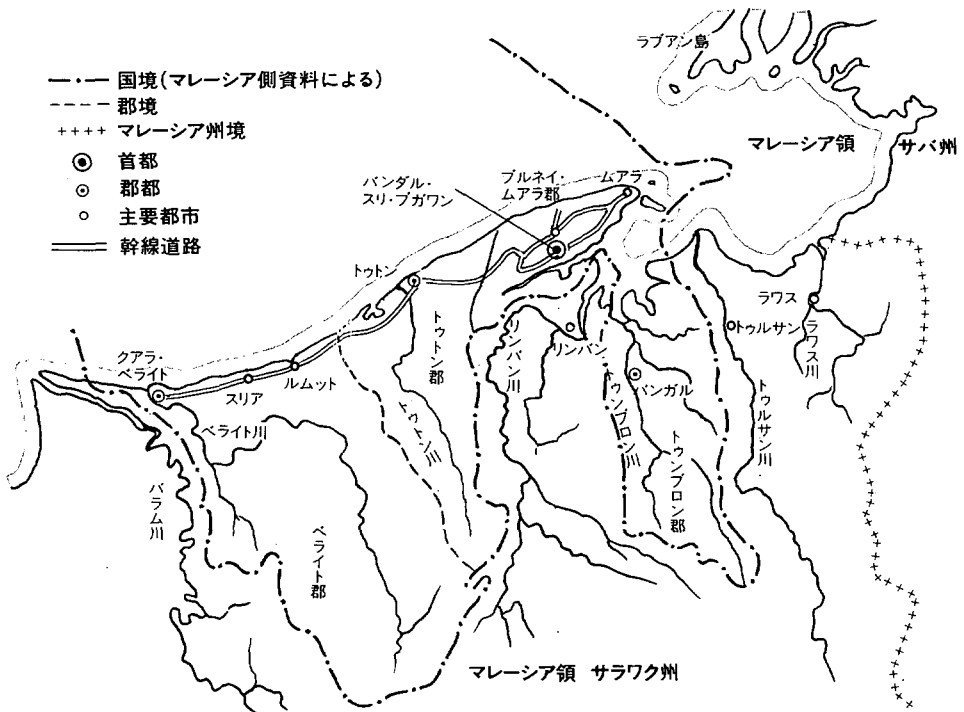 国境(マレーシア側資料による)
郡境
マレーシア州境
首都
郡都
主要都市
幹線道路
ラブアン島
マレーシア領
サバ州
バンダル・
スリ・ブガワン
ブルネイ・
ムアラ郡
ムアラ
トゥトン
クアラ・
ベライト
スリア
ルムット
ベライト川
バラム川
ベライト郡
トゥトン郡
トゥトン川
リンバン川
リンバン
バンガル
トゥンブロン川
トゥンブロン郡
トゥルサン
トゥルサン川
ラワス
ラワス川
マレーシア領 サラワク州